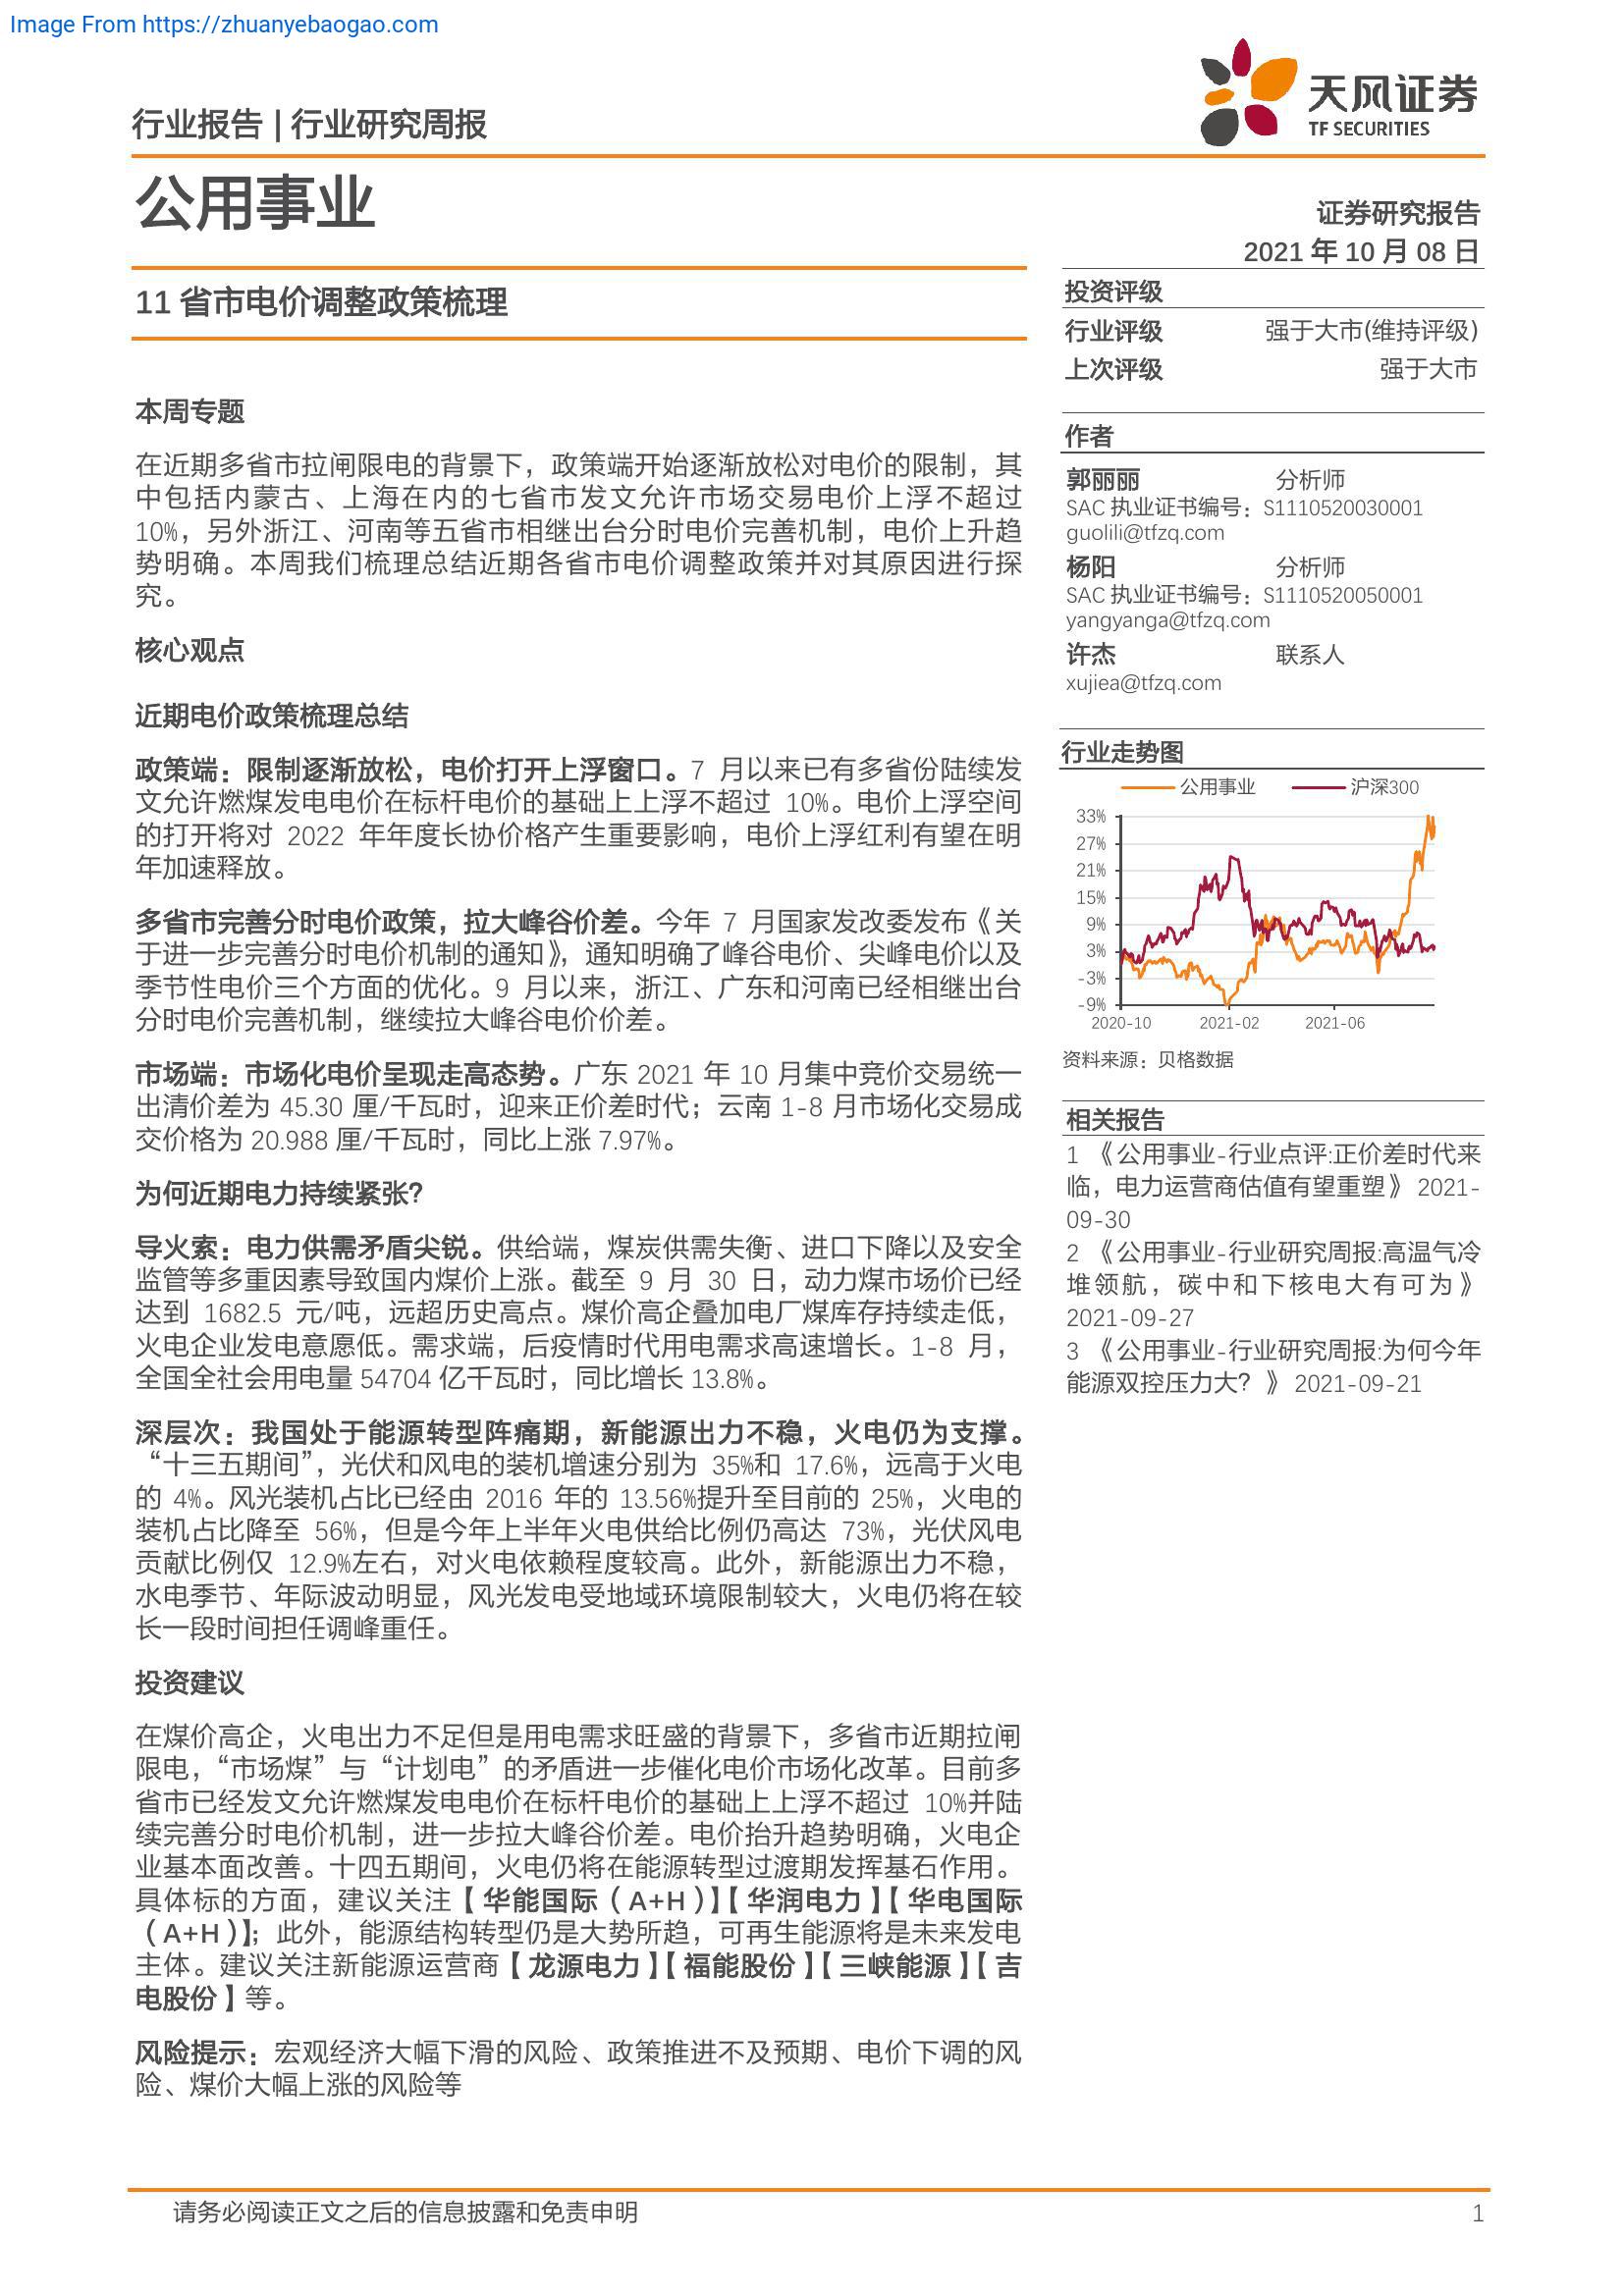 Image From https://zhuanyebaogao.com
行业报告 | 行业研究周报
天风证券
TF SECURITIES
公用事业
证券研究报告
2021 年 10 月 08 日
11 省市电价调整政策梳理
本周专题
在近期多省市拉闸限电的背景下，政策端开始逐渐放松对电价的限制，其
中包括内蒙古、上海在内的七省市发文允许市场交易电价上浮不超过
10%，另外浙江、河南等五省市相继出台分时电价完善机制，电价上升趋
势明确。本周我们梳理总结近期各省市电价调整政策并对其原因进行探
究。
核心观点
近期电价政策梳理总结
政策端：限制逐渐放松，电价打开上浮窗口。7 月以来已有多省份陆续发
文允许燃煤发电电价在标杆电价的基础上上浮不超过 10%。电价上浮空间
的打开将对 2022 年年度长协价格产生重要影响，电价上浮红利有望在明
年加速释放。
多省市完善分时电价政策，拉大峰谷价差。今年 7 月国家发改委发布《关
于进一步完善分时电价机制的通知》，通知明确了峰谷电价、尖峰电价以及
季节性电价三个方面的优化。9 月以来，浙江、广东和河南已经相继出台
分时电价完善机制，继续拉大峰谷电价价差。
市场端：市场化电价呈现走高态势。广东 2021 年 10 月集中竞价交易统一
出清价差为 45.30 厘/千瓦时，迎来正价差时代；云南 1-8 月市场化交易成
交价格为 20.988 厘/千瓦时，同比上涨 7.97%。
为何近期电力持续紧张？
导火索：电力供需矛盾尖锐。供给端，煤炭供需失衡、进口下降以及安全
监管等多重因素导致国内煤价上涨。截至 9 月 30 日，动力煤市场价已经
达到 1682.5 元/吨，远超历史高点。煤价高企叠加电厂煤库存持续走低，
火电企业发电意愿低。需求端，后疫情时代用电需求高速增长。1-8 月，
全国全社会用电量 54704 亿千瓦时，同比增长 13.8%。
深层次：我国处于能源转型阵痛期，新能源出力不稳，火电仍为支撑。
“十三五期间”，光伏和风电的装机增速分别为 35%和 17.6%，远高于火电
的 4%。风光装机占比已经由 2016 年的 13.56%提升至目前的 25%，火电的
装机占比降至 56%，但是今年上半年火电供给比例仍高达 73%，光伏风电
贡献比例仅 12.9%左右，对火电依赖程度较高。此外，新能源出力不稳，
水电季节、年际波动明显，风光发电受地域环境限制较大，火电仍将在较
长一段时间担任调峰重任。
投资建议
在煤价高企，火电出力不足但是用电需求旺盛的背景下，多省市近期拉闸
限电，“市场煤”与“计划电”的矛盾进一步催化电价市场化改革。目前多
省市已经发文允许燃煤发电电价在标杆电价的基础上上浮不超过 10%并陆
续完善分时电价机制，进一步拉大峰谷价差。电价抬升趋势明确，火电企
业基本面改善。十四五期间，火电仍将在能源转型过渡期发挥基石作用。
具体标的方面，建议关注【华能国际（A+H）】【华润电力】【华电国际
（A+H）】；此外，能源结构转型仍是大势所趋，可再生能源将是未来发电
主体。建议关注新能源运营商【龙源电力】【福能股份】【三峡能源】【吉
电股份】等。
风险提示：宏观经济大幅下滑的风险、政策推进不及预期、电价下调的风
险、煤价大幅上涨的风险等
投资评级
行业评级 强于大市(维持评级)
上次评级 强于大市
作者
郭丽丽 分析师
SAC 执业证书编号：S1110520030001
guolili@tfzq.com
杨阳 分析师
SAC 执业证书编号：S1110520050001
yangyanga@tfzq.com
许杰 联系人
xujiea@tfzq.com
行业走势图
公用事业 沪深300
33%
27%
21%
15%
9%
3%
-3%
-9%
2020-10 2021-02 2021-06
资料来源：贝格数据
相关报告
1 《公用事业-行业点评:正价差时代来
临，电力运营商估值有望重塑》 2021-
09-30
2 《公用事业-行业研究周报:高温气冷
堆领航，碳中和下核电大有可为》
2021-09-27
3 《公用事业-行业研究周报:为何今年
能源双控压力大？》 2021-09-21
请务必阅读正文之后的信息披露和免责申明 1